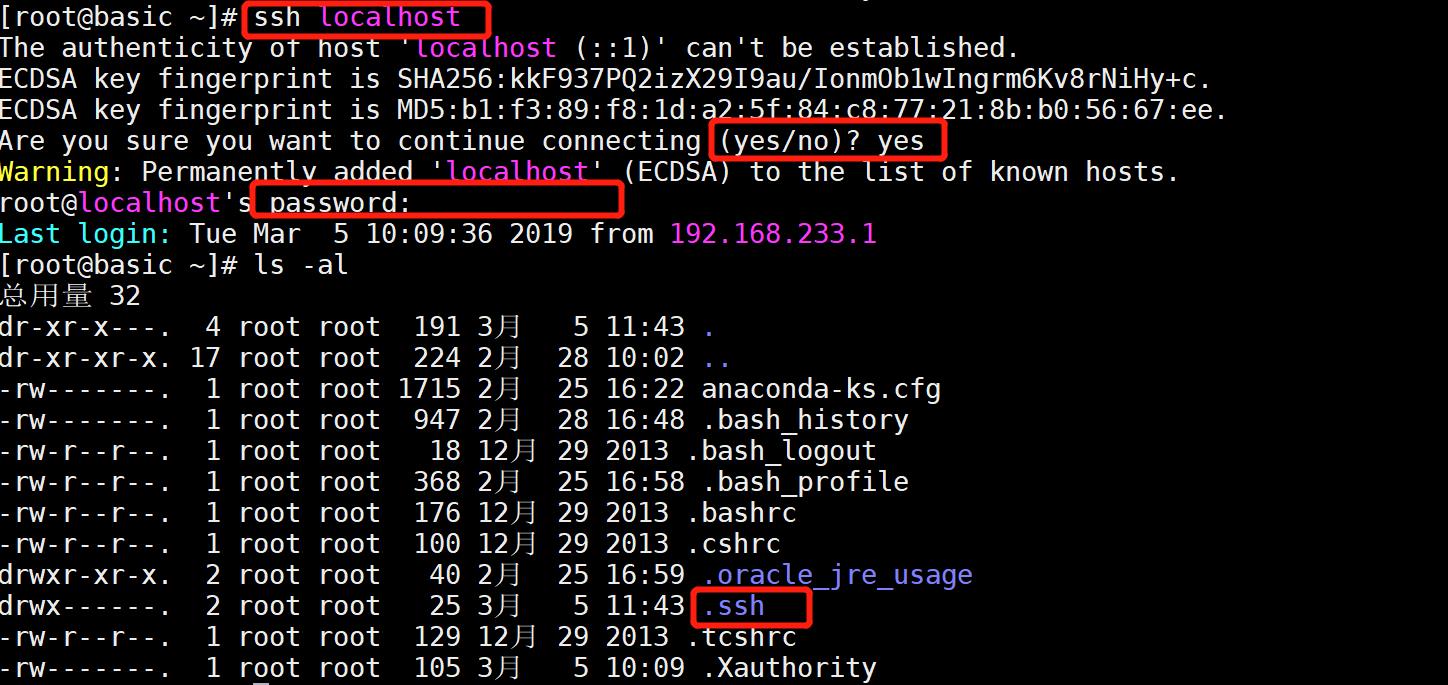 [root@basic ~]# ssh localhost
The authenticity of host 'localhost (::1)' can't be established.
ECDSA key fingerprint is SHA256:kkF937PQ2izX29I9au/IonmOb1wIngrm6Kv8rNiHy+c.
ECDSA key fingerprint is MD5:b1:f3:89:f8:1d:a2:5f:84:c8:77:21:8b:b0:56:67:ee.
Are you sure you want to continue connecting (yes/no)? yes
Warning: Permanently added 'localhost' (ECDSA) to the list of known hosts.
root@localhost's password:
Last login: Tue Mar  5 10:09:36 2019 from 192.168.233.1
[root@basic ~]# ls -al
总用量 32
dr-xr-x---.  4 root root  191 3月   5 11:43 .
dr-xr-xr-x. 17 root root  224 2月  28 10:02 ..
-rw-------.  1 root root 1715 2月  25 16:22 anaconda-ks.cfg
-rw-------.  1 root root  947 2月  28 16:48 .bash_history
-rw-r--r--.  1 root root   18 12月 29 2013 .bash_logout
-rw-r--r--.  1 root root  368 2月  25 16:58 .bash_profile
-rw-r--r--.  1 root root  176 12月 29 2013 .bashrc
-rw-r--r--.  1 root root  100 12月 29 2013 .cshrc
drwxr-xr-x.  2 root root   40 2月  25 16:59 .oracle_jre_usage
drwx------.  2 root root   25 3月   5 11:43 .ssh
-rw-r--r--.  1 root root  129 12月 29 2013 .tcshrc
-rw-------.  1 root root  105 3月   5 10:09 .Xauthority